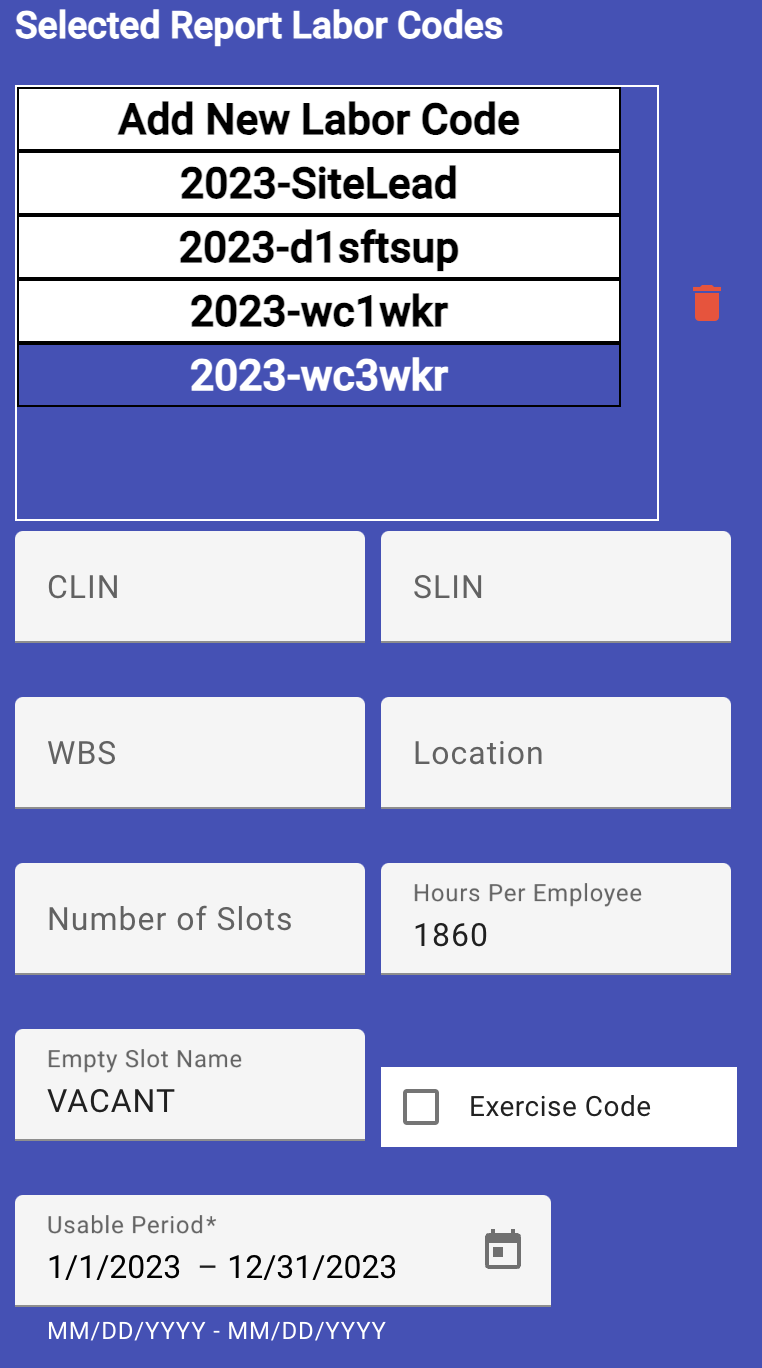 Selected Report Labor Codes
Add New Labor Code
2023-SiteLead
2023-d1sftsup
2023-wc1wkr
2023-wc3wkr
CLIN
SLIN
WBS
Location
Number of Slots
Hours Per Employee
1860
Empty Slot Name
VACANT
Exercise Code
Usable Period*
1/1/2023 – 12/31/2023
MM/DD/YYYY - MM/DD/YYYY